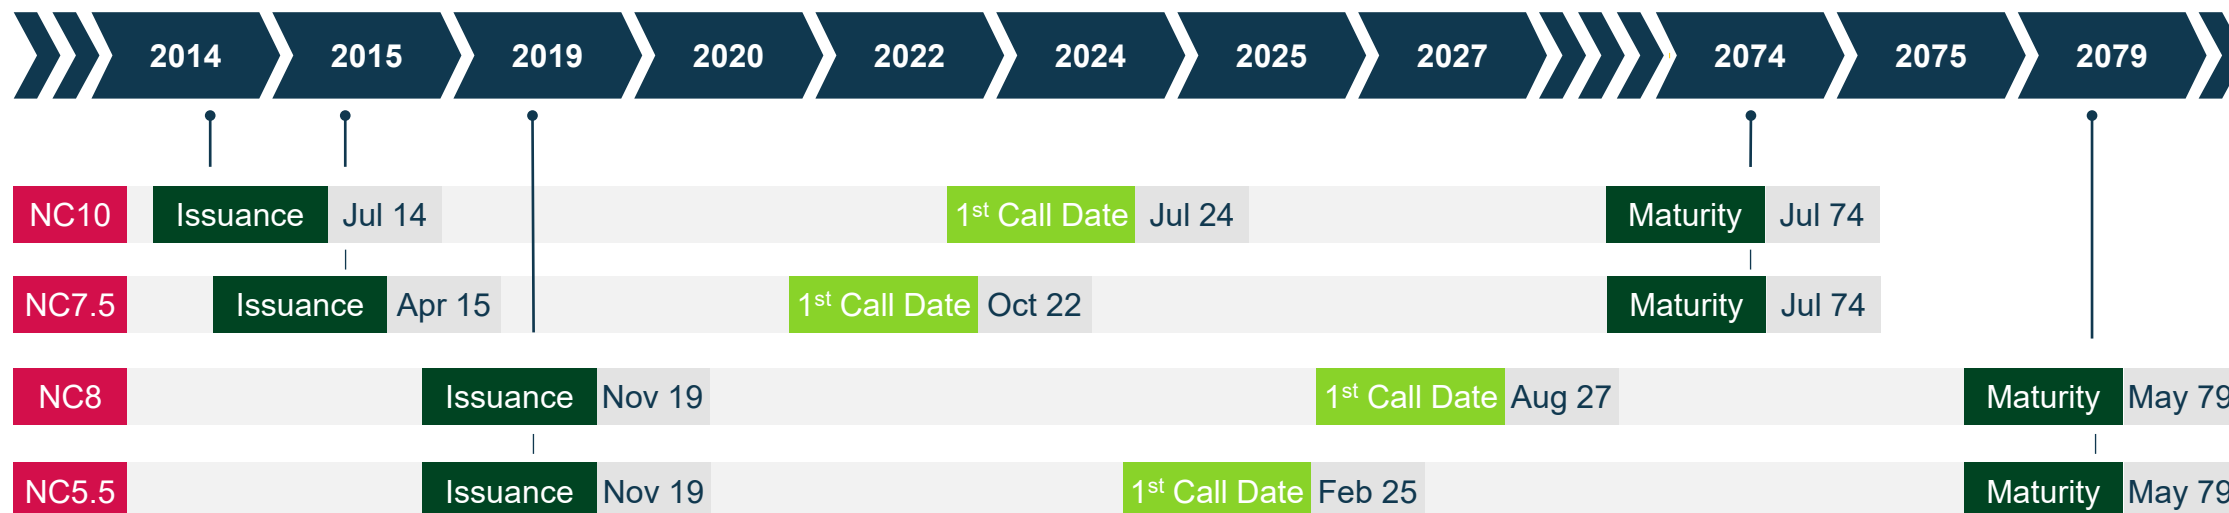 2014 2015 2019 2020 2022 2024 2025 2027 2074 2075 2079
NC10 Issuance Jul 14 1st Call Date Jul 24 Maturity Jul 74
NC7.5 Issuance Apr 15 1st Call Date Oct 22 Maturity Jul 74
NC8 Issuance Nov 19 1st Call Date Aug 27 Maturity May 79
NC5.5 Issuance Nov 19 1st Call Date Feb 25 Maturity May 79